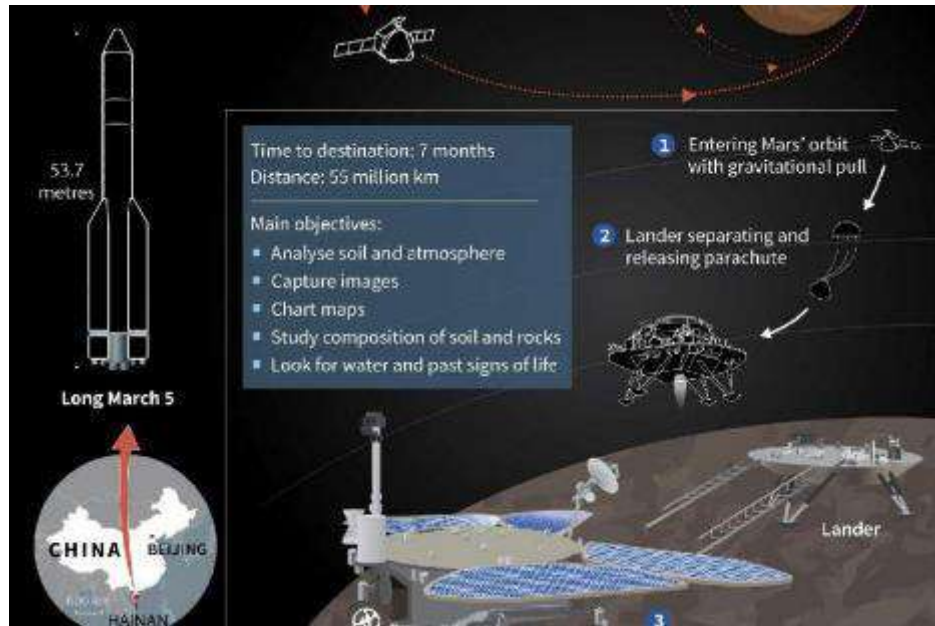 53.7
metres
Long March 5
CHINA
BEIJING
HAINAN
Time to destination: 7 months
Distance: 55 million km
Main objectives:
Analyse soil and atmosphere
Capture images
Chart maps
Study composition of soil and rocks
Look for water and past signs of life
1 Entering Mars' orbit
with gravitational pull
2 Lander separating and
releasing parachute
Lander
3